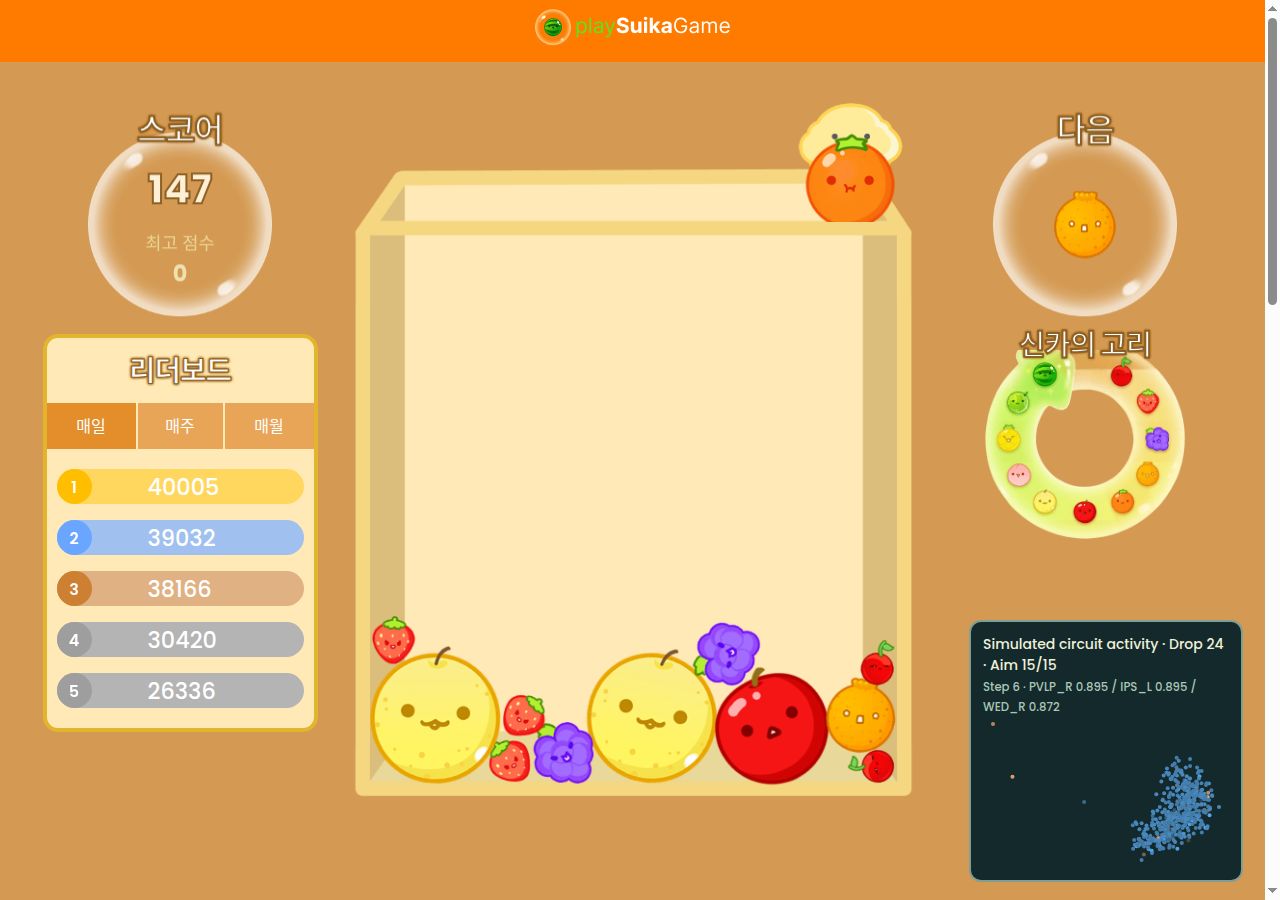 playSuikaGame
스코어
147
최고 점수
0
리더보드
매일 매주 매월
1 40005
2 39032
3 38166
4 30420
5 26336
다음
신카의 고리
Simulated circuit activity · Drop 24
· Aim 15/15
Step 6 · PVLP_R 0.895 / IPS_L 0.895 /
WED_R 0.872